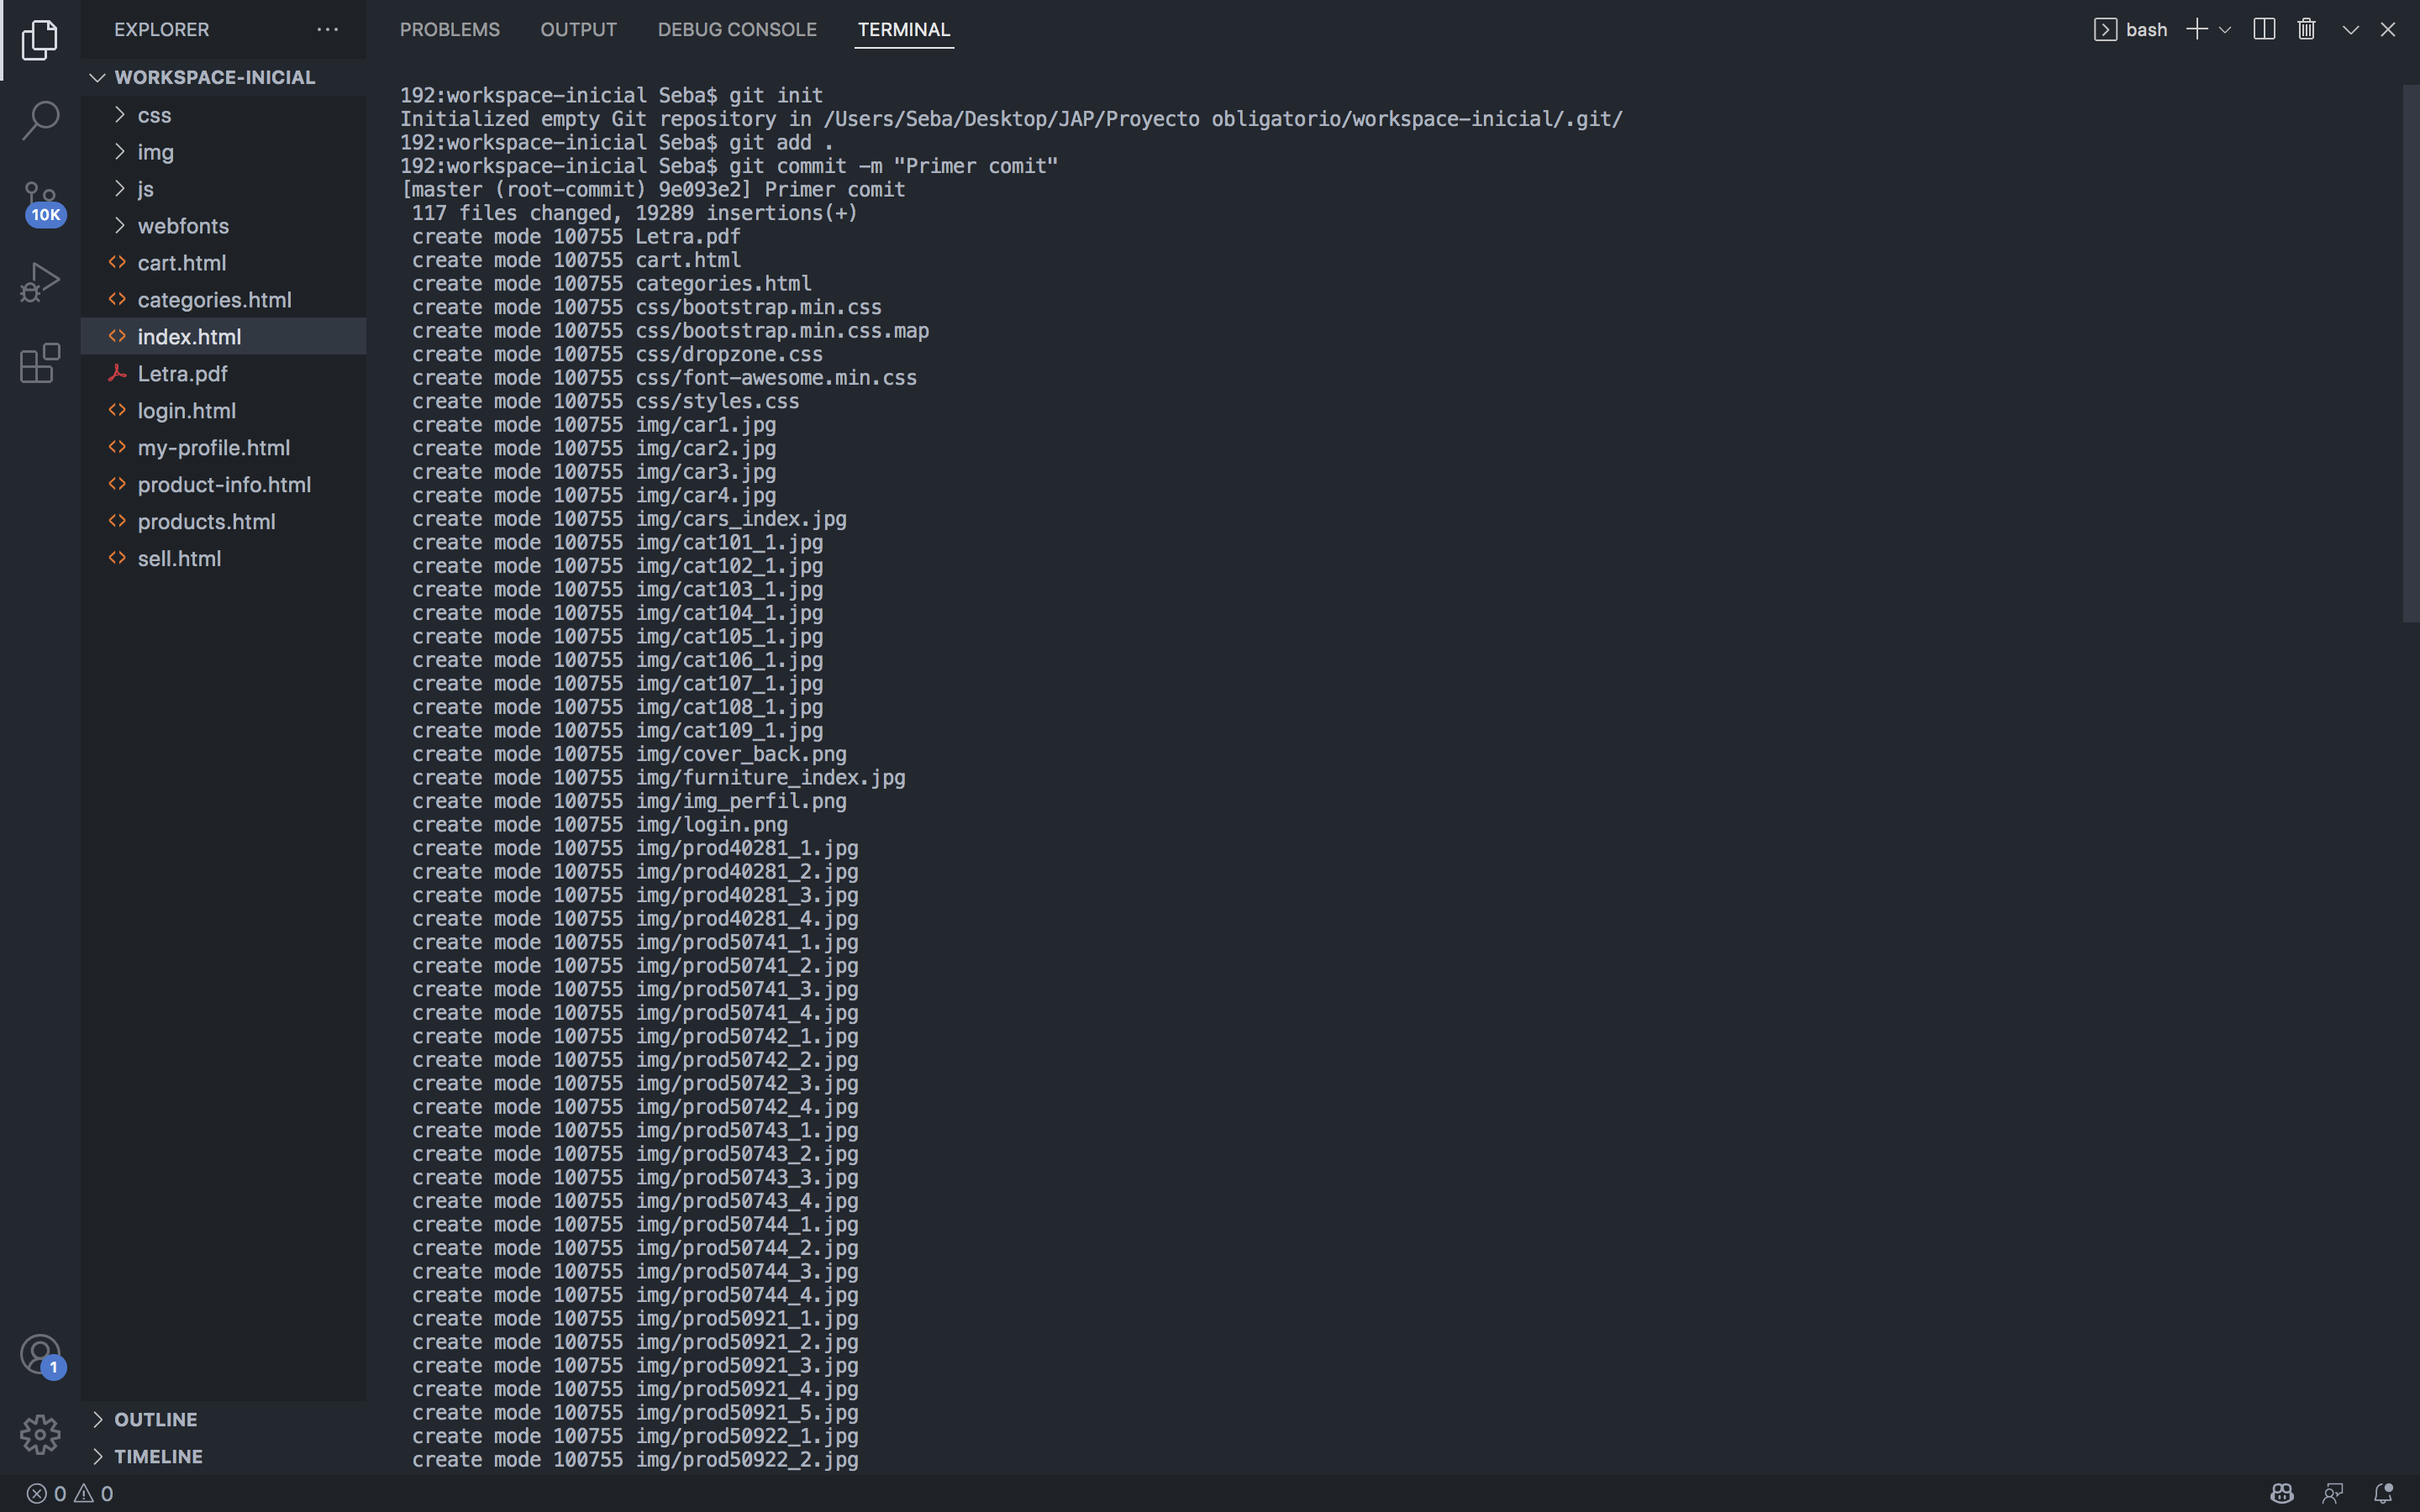 EXPLORER
WORKSPACE-INICIAL
css
img
js
webfonts
cart.html
categories.html
index.html
Letra.pdf
login.html
my-profile.html
product-info.html
products.html
sell.html
OUTLINE
TIMELINE
10K
1
PROBLEMS OUTPUT DEBUG CONSOLE TERMINAL
bash
192:workspace-inicial Seba$ git init
Initialized empty Git repository in /Users/Seba/Desktop/JAP/Proyecto obligatorio/workspace-inicial/.git/
192:workspace-inicial Seba$ git add .
192:workspace-inicial Seba$ git commit -m "Primer comit"
[master (root-commit) 9e093e2] Primer comit
117 files changed, 19289 insertions(+)
create mode 100755 Letra.pdf
create mode 100755 cart.html
create mode 100755 categories.html
create mode 100755 css/bootstrap.min.css
create mode 100755 css/bootstrap.min.css.map
create mode 100755 css/dropzone.css
create mode 100755 css/font-awesome.min.css
create mode 100755 css/styles.css
create mode 100755 img/car1.jpg
create mode 100755 img/car2.jpg
create mode 100755 img/car3.jpg
create mode 100755 img/car4.jpg
create mode 100755 img/cars_index.jpg
create mode 100755 img/cat101_1.jpg
create mode 100755 img/cat102_1.jpg
create mode 100755 img/cat103_1.jpg
create mode 100755 img/cat104_1.jpg
create mode 100755 img/cat105_1.jpg
create mode 100755 img/cat106_1.jpg
create mode 100755 img/cat107_1.jpg
create mode 100755 img/cat108_1.jpg
create mode 100755 img/cat109_1.jpg
create mode 100755 img/cover_back.png
create mode 100755 img/furniture_index.jpg
create mode 100755 img/img_perfil.png
create mode 100755 img/login.png
create mode 100755 img/prod40281_1.jpg
create mode 100755 img/prod40281_2.jpg
create mode 100755 img/prod40281_3.jpg
create mode 100755 img/prod40281_4.jpg
create mode 100755 img/prod50741_1.jpg
create mode 100755 img/prod50741_2.jpg
create mode 100755 img/prod50741_3.jpg
create mode 100755 img/prod50741_4.jpg
create mode 100755 img/prod50742_1.jpg
create mode 100755 img/prod50742_2.jpg
create mode 100755 img/prod50742_3.jpg
create mode 100755 img/prod50742_4.jpg
create mode 100755 img/prod50743_1.jpg
create mode 100755 img/prod50743_2.jpg
create mode 100755 img/prod50743_3.jpg
create mode 100755 img/prod50743_4.jpg
create mode 100755 img/prod50744_1.jpg
create mode 100755 img/prod50744_2.jpg
create mode 100755 img/prod50744_3.jpg
create mode 100755 img/prod50744_4.jpg
create mode 100755 img/prod50921_1.jpg
create mode 100755 img/prod50921_2.jpg
create mode 100755 img/prod50921_3.jpg
create mode 100755 img/prod50921_4.jpg
create mode 100755 img/prod50921_5.jpg
create mode 100755 img/prod50922_1.jpg
create mode 100755 img/prod50922_2.jpg
0 0